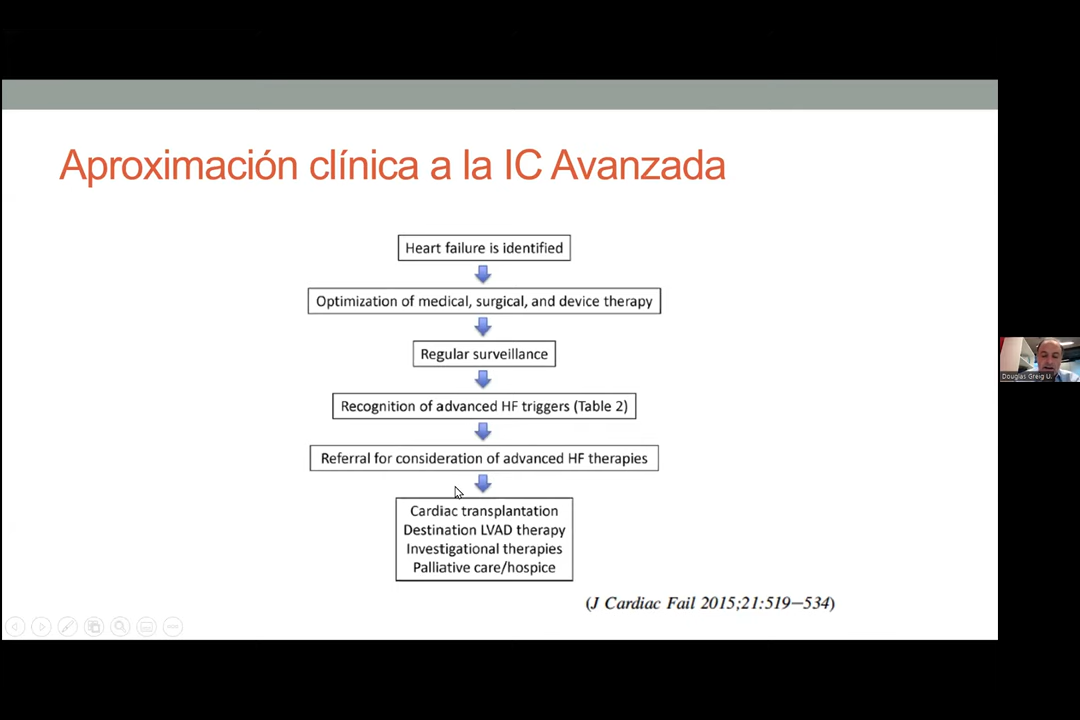 Aproximación clínica a la IC Avanzada
Heart failure is identified
Optimization of medical, surgical, and device therapy
Regular surveillance
Recognition of advanced HF triggers (Table 2)
Referral for consideration of advanced HF therapies
Cardiac transplantation
Destination LVAD therapy
Investigational therapies
Palliative care/hospice
(J Cardiac Fail 2015;21:519–534)
Douglas Greig U.